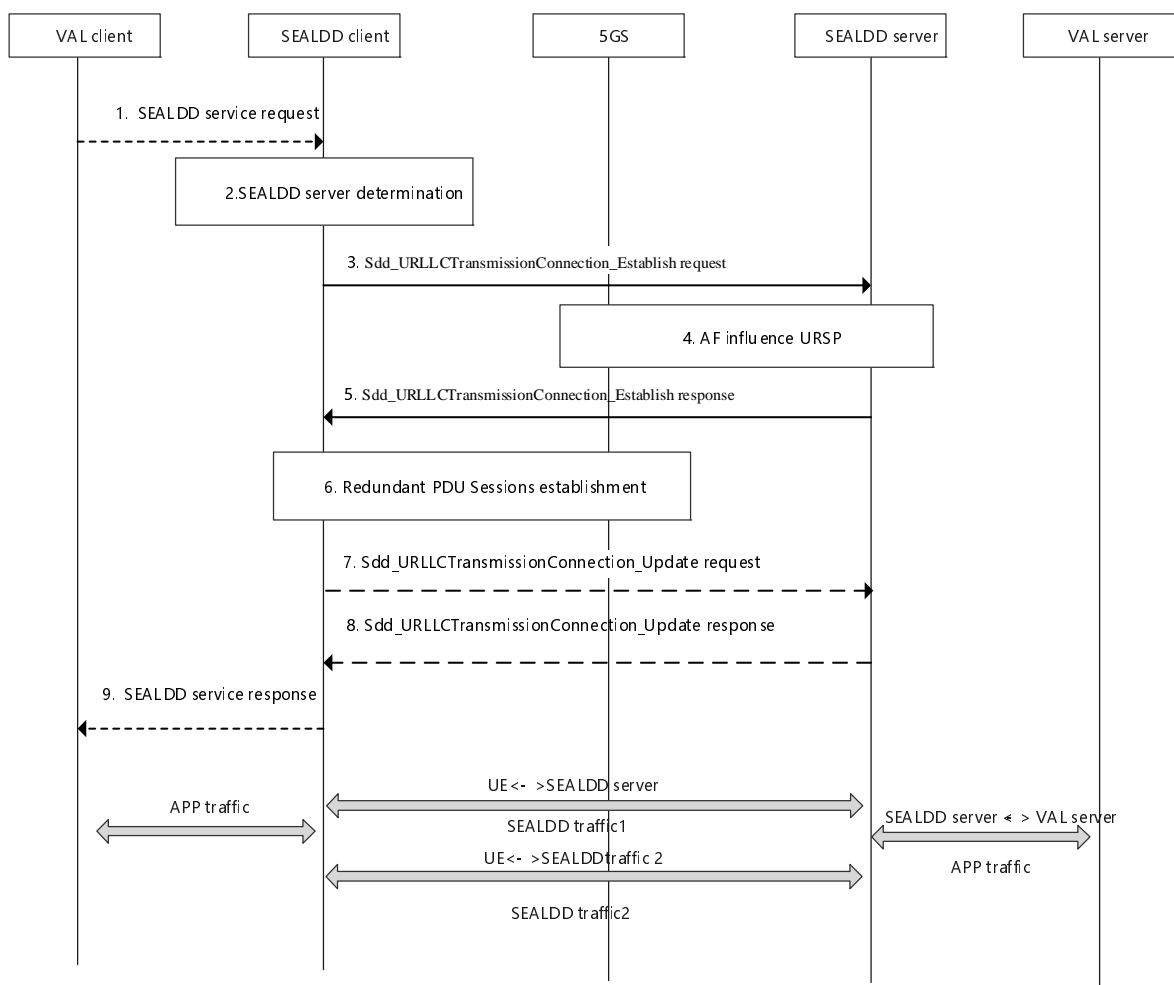 VAL client
SEALDD client
5GS
SEALDD server
VAL server
1. SEALDD service request
2.SEALDD server determination
3. Sdd_URLLCTransmissionConnection_Establish request
4. AF influence URSP
5. Sdd_URLLCTransmissionConnection_Establish response
6. Redundant PDU Sessions establishment
7. Sdd_URLLCTransmissionConnection_Update request
8. Sdd_URLLCTransmissionConnection_Update response
9. SEALDD service response
UE<- >SEALDD server
APP traffic
SEALDD traffic1
SEALDD server < > VAL server
UE<- >SEALDDtraffic 2
APP traffic
SEALDD traffic2